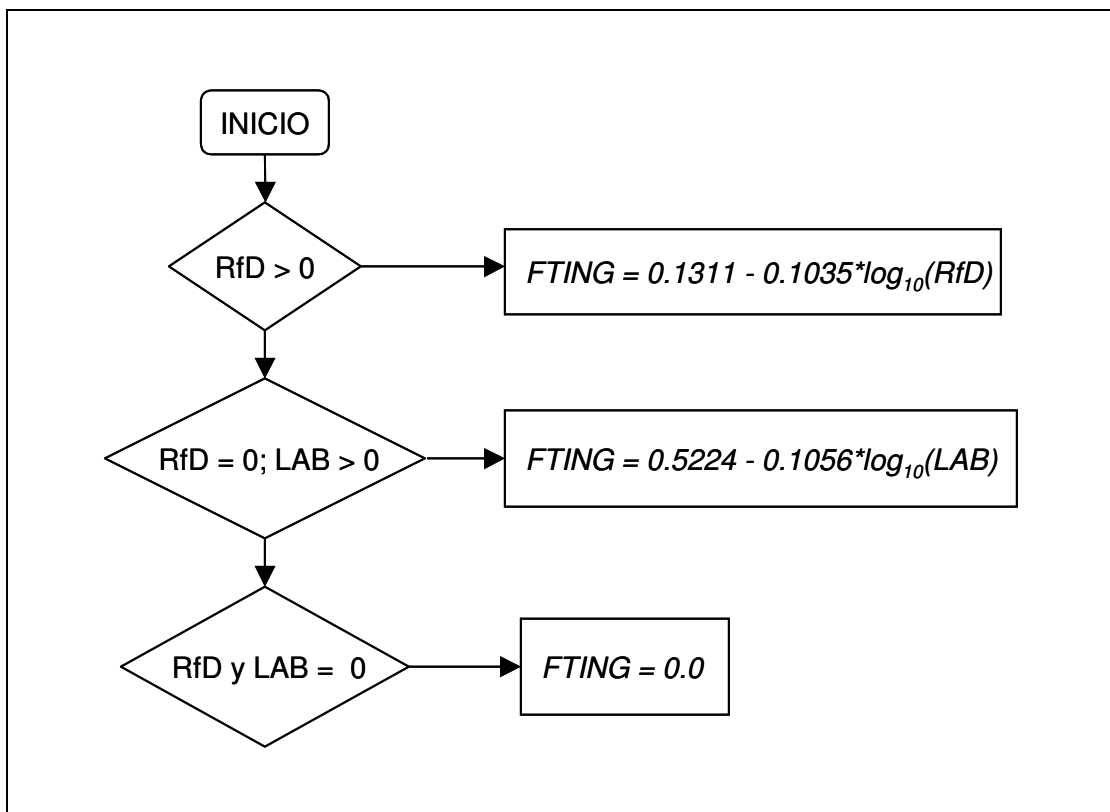 INICIO
RfD > 0
FTING = 0.1311 - 0.1035*log₁₀(RfD)
RfD = 0; LAB > 0
FTING = 0.5224 - 0.1056*log₁₀(LAB)
RfD y LAB = 0
FTING = 0.0